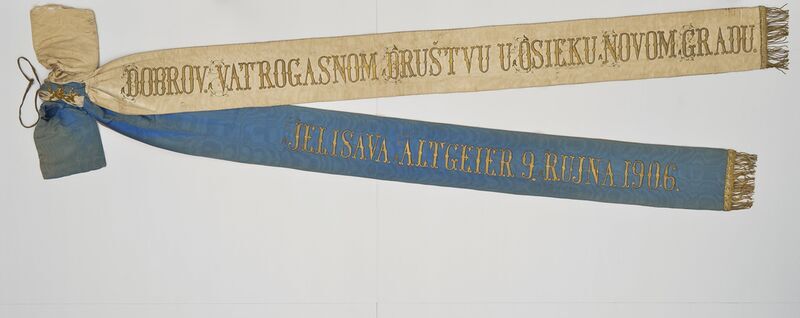 DOBROV. VATROGASNOM DRUŠTVU U OSIEKU NOVOM GRADU.
JELISAVA ALTGEIER 9. RUJNA 1906.